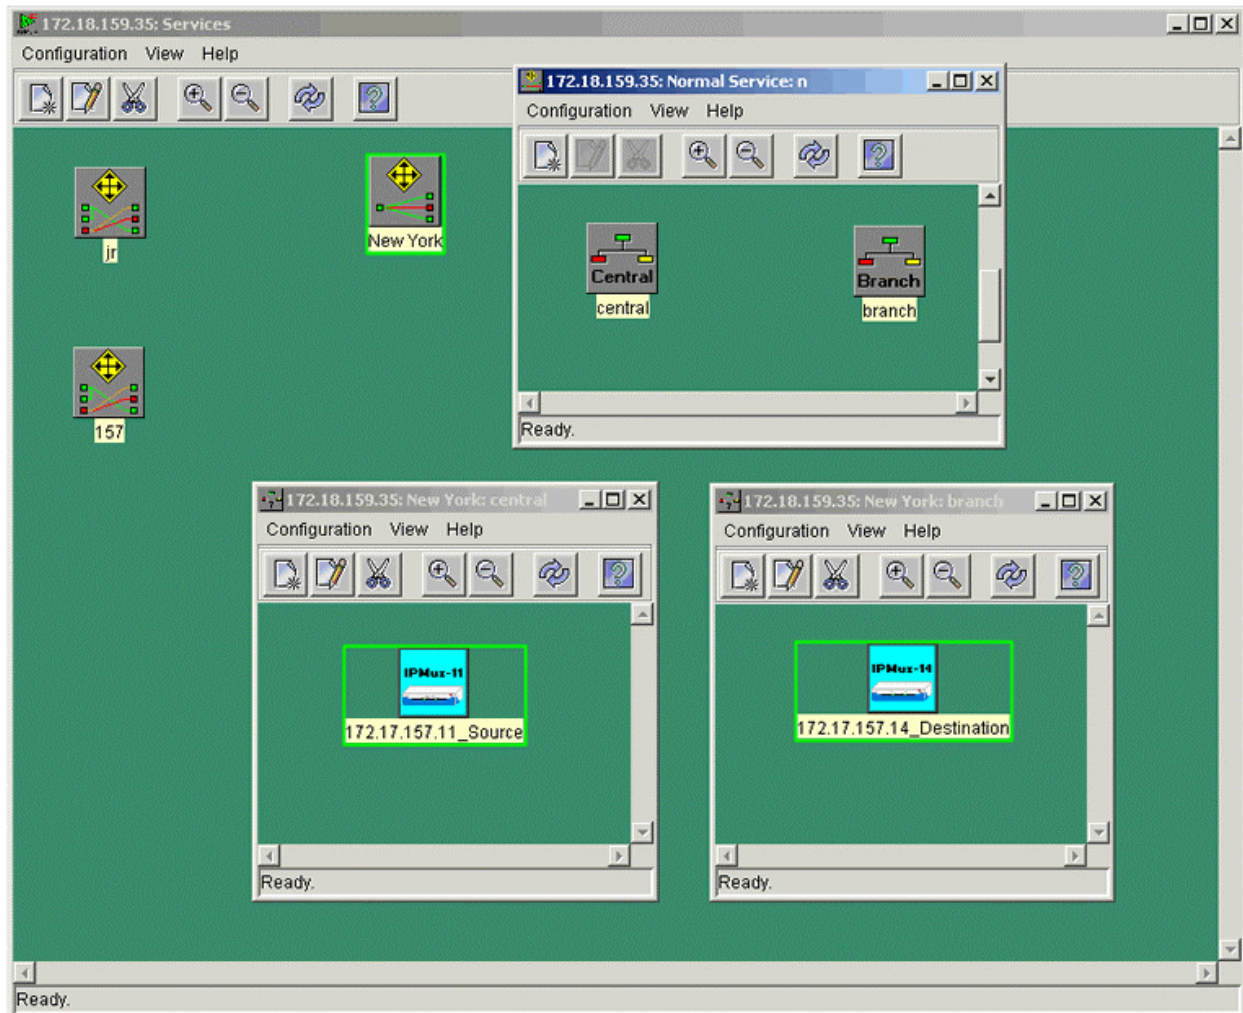 172.18.159.35: Services
Configuration View Help
jr
New York
157
172.18.159.35: Normal Service: n
Configuration View Help
Central
central
Branch
branch
Ready.
172.18.159.35: New York: central
Configuration View Help
IPMux-11
172.17.157.11_Source
Ready.
172.18.159.35: New York: branch
Configuration View Help
IPMux-14
172.17.157.14_Destination
Ready.
Ready.